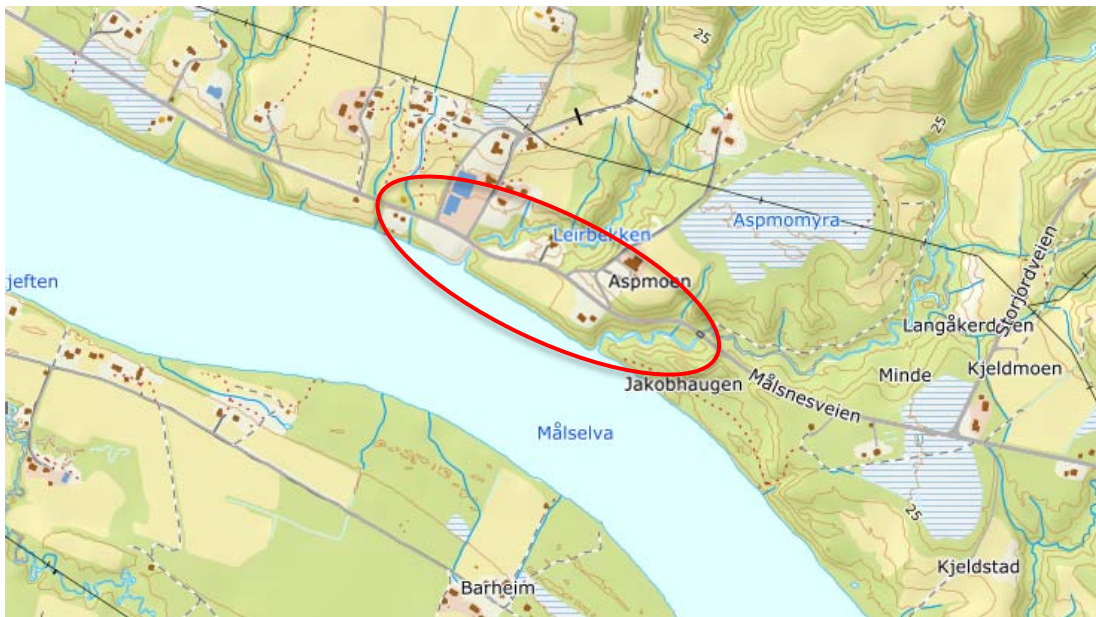 25
25
Aspmomyra
Leirbekken
Storjordveien
jeften
Aspmoen
Langåkerdalen
Minde
Kjeldmoen
Jakobhaugen
Målsnesveien
Målselva
25
Kjeldstad
Barheim